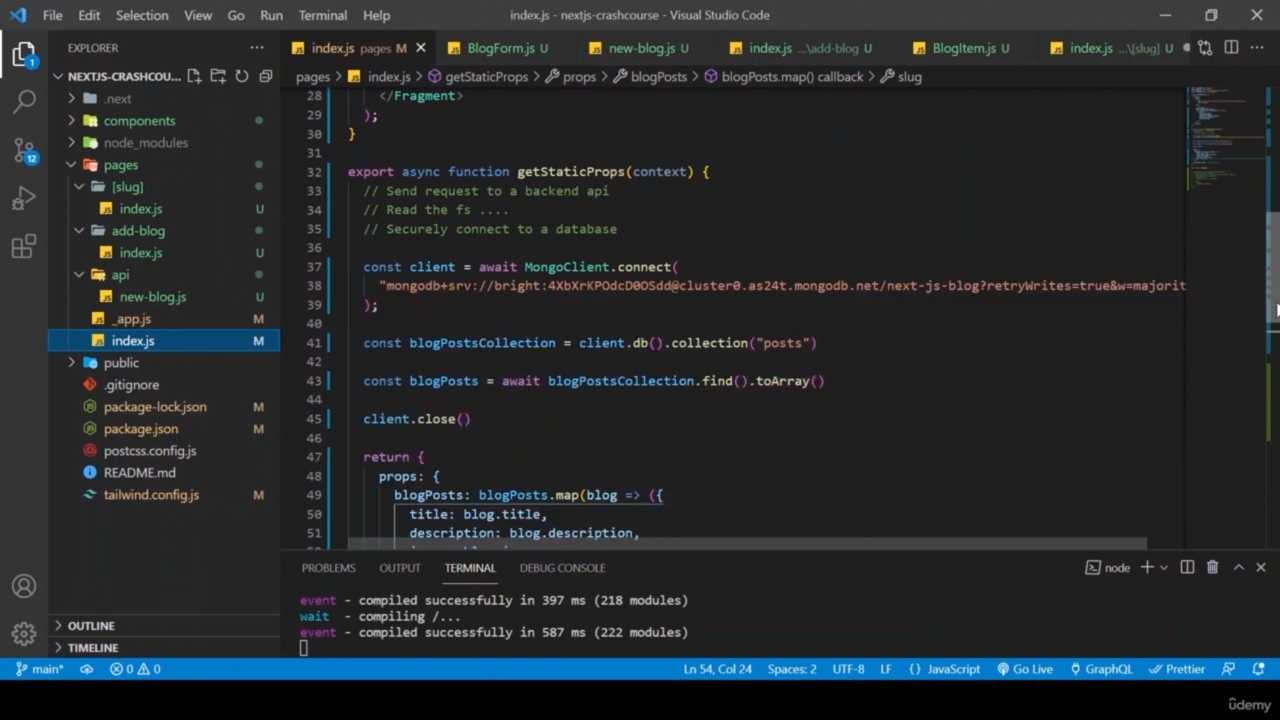 File Edit Selection View Go Run Terminal Help index.js - nextjs-crashcourse - Visual Studio Code
EXPLORER
index.js pages M BlogForm.js U new-blog.js U index.js ...\add-blog U BlogItem.js U index.js ...\[slug] U
NEXTJS-CRASHCOU...
pages > index.js > getStaticProps > props > blogPosts > blogPosts.map() callback > slug
.next
components
node_modules
pages
[slug]
index.js U
add-blog
index.js U
api
new-blog.js U
_app.js M
index.js M
public
.gitignore
package-lock.json M
package.json M
postcss.config.js
README.md
tailwind.config.js M
OUTLINE
TIMELINE
1
12
28 </Fragment>
29 );
30 }
31
32 export async function getStaticProps(context) {
33 // Send request to a backend api
34 // Read the fs ....
35 // Securely connect to a database
36
37 const client = await MongoClient.connect(
38 "mongodb+srv://bright:4XbXrKPOdcD0OSdd@cluster0.as24t.mongodb.net/next-js-blog?retryWrites=true&w=majorit
39 );
40
41 const blogPostsCollection = client.db().collection("posts")
42
43 const blogPosts = await blogPostsCollection.find().toArray()
44
45 client.close()
46
47 return {
48 props: {
49 blogPosts: blogPosts.map(blog => ({
50 title: blog.title,
51 description: blog.description,
PROBLEMS OUTPUT TERMINAL DEBUG CONSOLE node
event - compiled successfully in 397 ms (218 modules)
wait - compiling /...
event - compiled successfully in 587 ms (222 modules)
main* 0 0 Ln 54, Col 24 Spaces: 2 UTF-8 LF {} JavaScript Go Live GraphQL Prettier
ûdemy